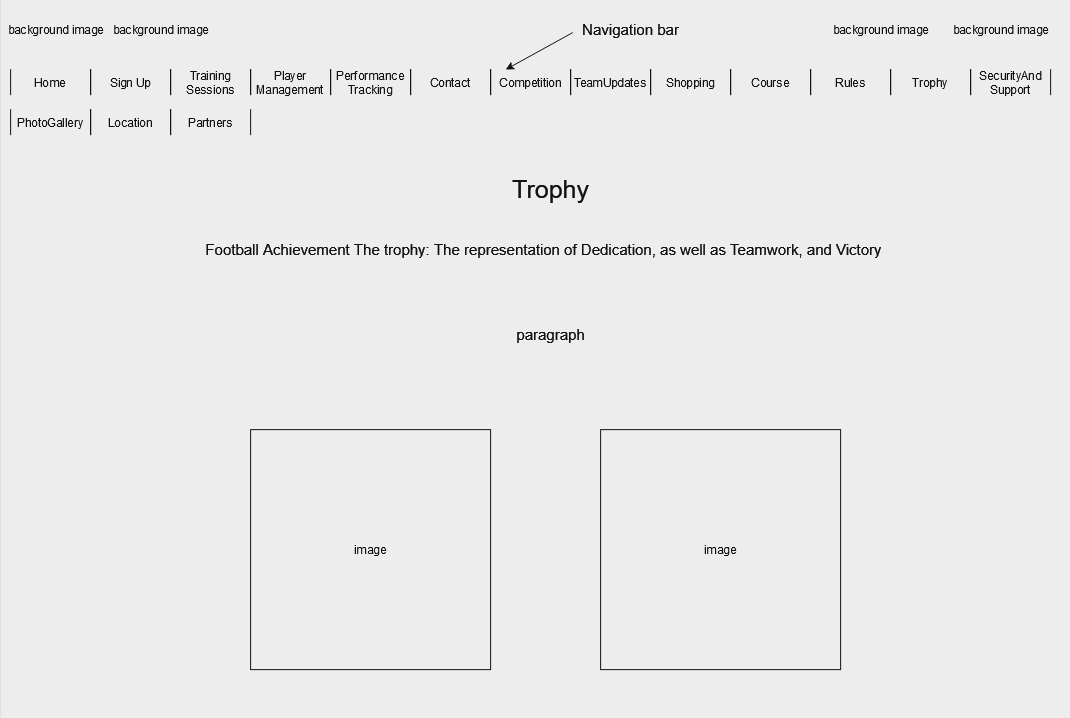 background image background image Navigation bar background image background image
Home Sign Up Training Sessions Player Management Performance Tracking Contact Competition TeamUpdates Shopping Course Rules Trophy SecurityAnd Support
PhotoGallery Location Partners
Trophy
Football Achievement The trophy: The representation of Dedication, as well as Teamwork, and Victory
paragraph
image image